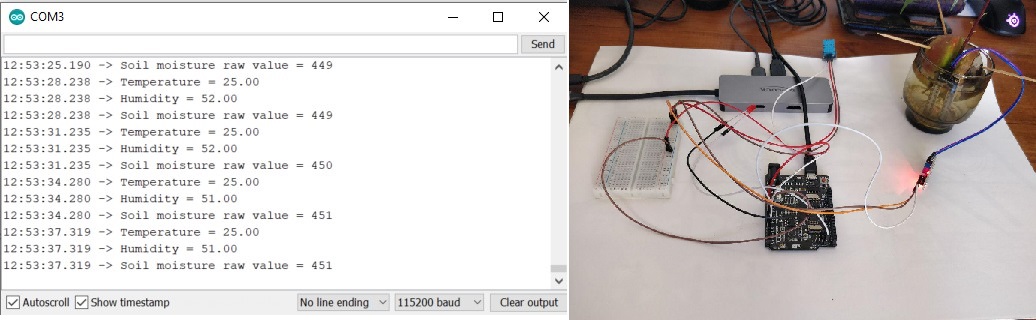 COM3
Send
12:53:25.190 -> Soil moisture raw value = 449
12:53:28.238 -> Temperature = 25.00
12:53:28.238 -> Humidity = 52.00
12:53:28.238 -> Soil moisture raw value = 449
12:53:31.235 -> Temperature = 25.00
12:53:31.235 -> Humidity = 52.00
12:53:31.235 -> Soil moisture raw value = 450
12:53:34.280 -> Temperature = 25.00
12:53:34.280 -> Humidity = 51.00
12:53:34.280 -> Soil moisture raw value = 451
12:53:37.319 -> Temperature = 25.00
12:53:37.319 -> Humidity = 51.00
12:53:37.319 -> Soil moisture raw value = 451
Autoscroll Show timestamp No line ending 115200 baud Clear output